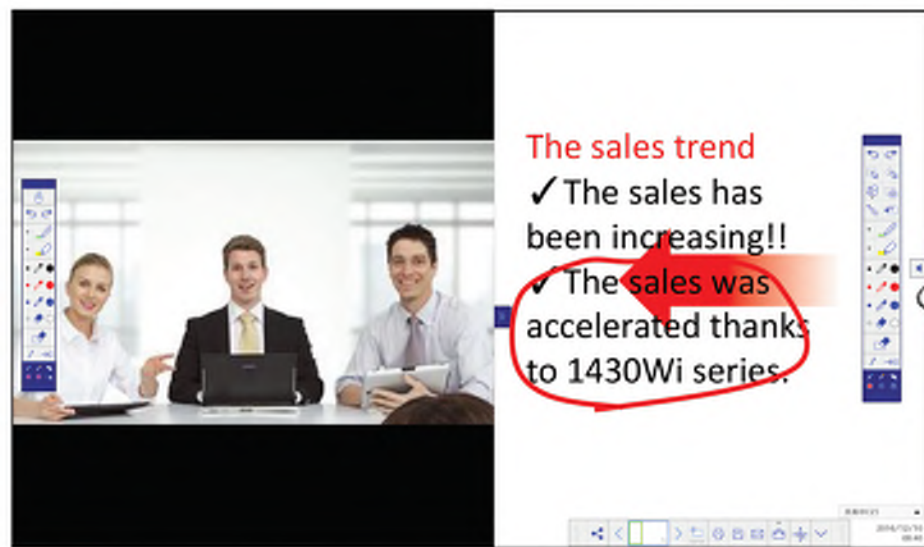 The sales trend
✓The sales has
been increasing!!
✓The sales was
accelerated thanks
to 1430Wi series.